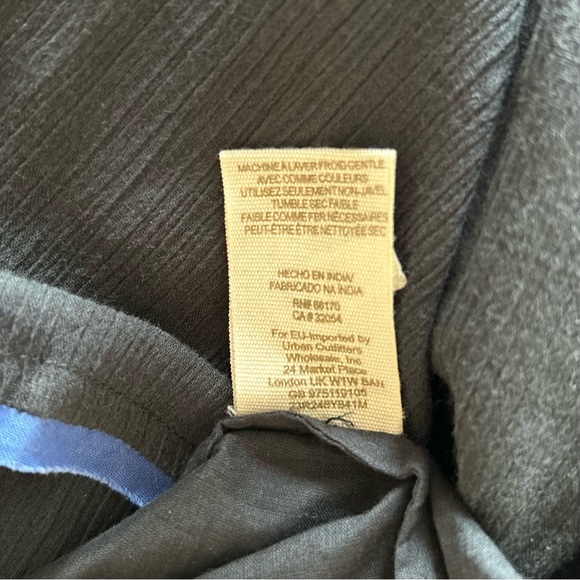 MACHINE À LAVER FROID GENTLE
AVEC COMME COULEURS
UTILISEZ SEULEMENT NON-JAVEL
TUMBLE SEC FAIBLE
FAIBLE COMME FER NÉCESSAIRES
PEUT-ÊTRE ÊTRE NETTOYÉE SEC
HECHO EN INDIA/
FABRICADO NA INDIA
RN# 66170
CA # 32054
For EU-Imported by
Urban Outfitters
Wholesale, Inc
24 Market Place
London UK W1W 8AN
GB 975119105